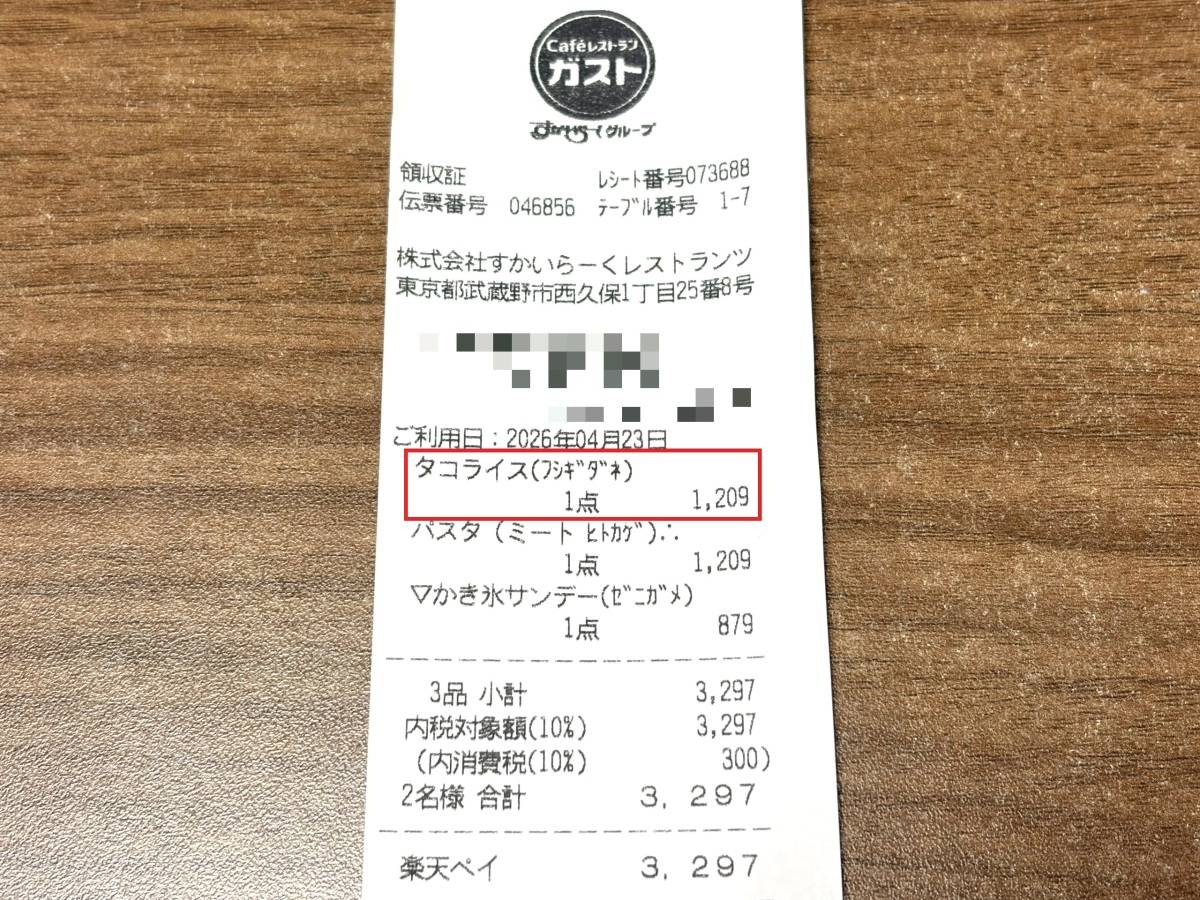 Caféレストラン
ガスト
すかいらーくグループ
領収証 レシート番号073688
伝票番号 046856 テーブル番号 1-7
株式会社すかいらーくレストランツ
東京都武蔵野市西久保1丁目25番8号
ご利用日:2026年04月23日
タコライス(フシギダネ)
1点 1,209
パスタ(ミート ヒトカゲ)∴
1点 1,209
▽かき氷サンデー(ゼニガメ)
1点 879
3品 小計 3,297
内税対象額(10%) 3,297
(内消費税(10%) 300)
2名様 合計 3,297
楽天ペイ 3,297